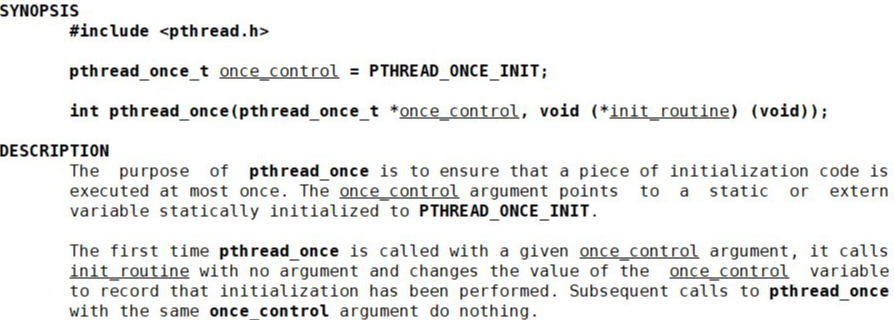 SYNOPSIS
#include <pthread.h>
pthread_once_t once_control = PTHREAD_ONCE_INIT;
int pthread_once(pthread_once_t *once_control, void (*init_routine) (void));
DESCRIPTION
The purpose of pthread_once is to ensure that a piece of initialization code is
executed at most once. The once_control argument points to a static or extern
variable statically initialized to PTHREAD_ONCE_INIT.
The first time pthread_once is called with a given once_control argument, it calls
init_routine with no argument and changes the value of the once_control variable
to record that initialization has been performed. Subsequent calls to pthread_once
with the same once_control argument do nothing.